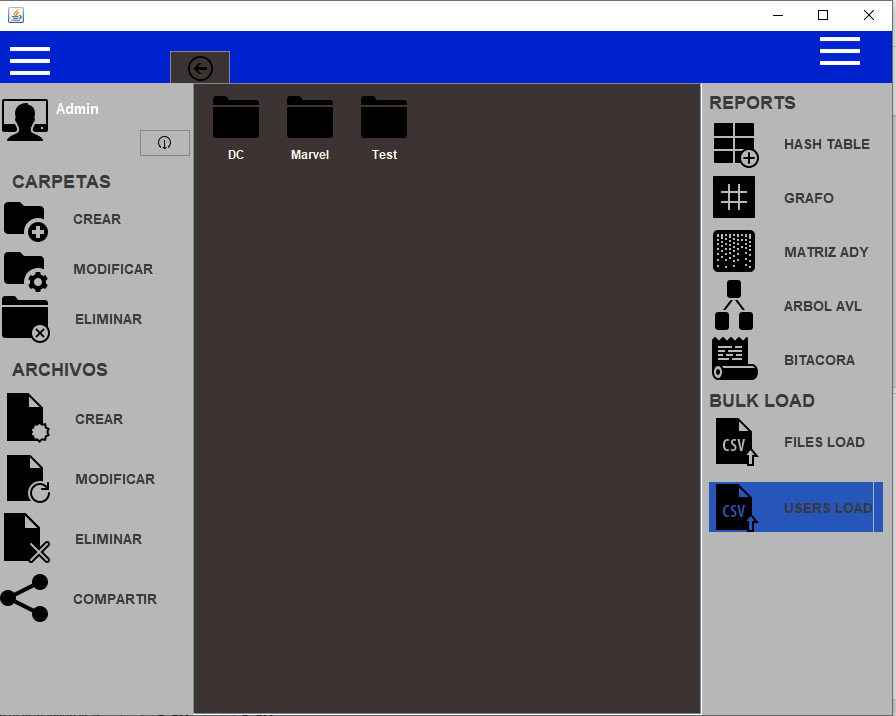 Admin
CARPETAS
CREAR
MODIFICAR
ELIMINAR
ARCHIVOS
CREAR
MODIFICAR
ELIMINAR
COMPARTIR
DC
Marvel
Test
REPORTS
HASH TABLE
GRAFO
MATRIZ ADY
ARBOL AVL
BITACORA
BULK LOAD
CSV
FILES LOAD
CSV
USERS LOAD